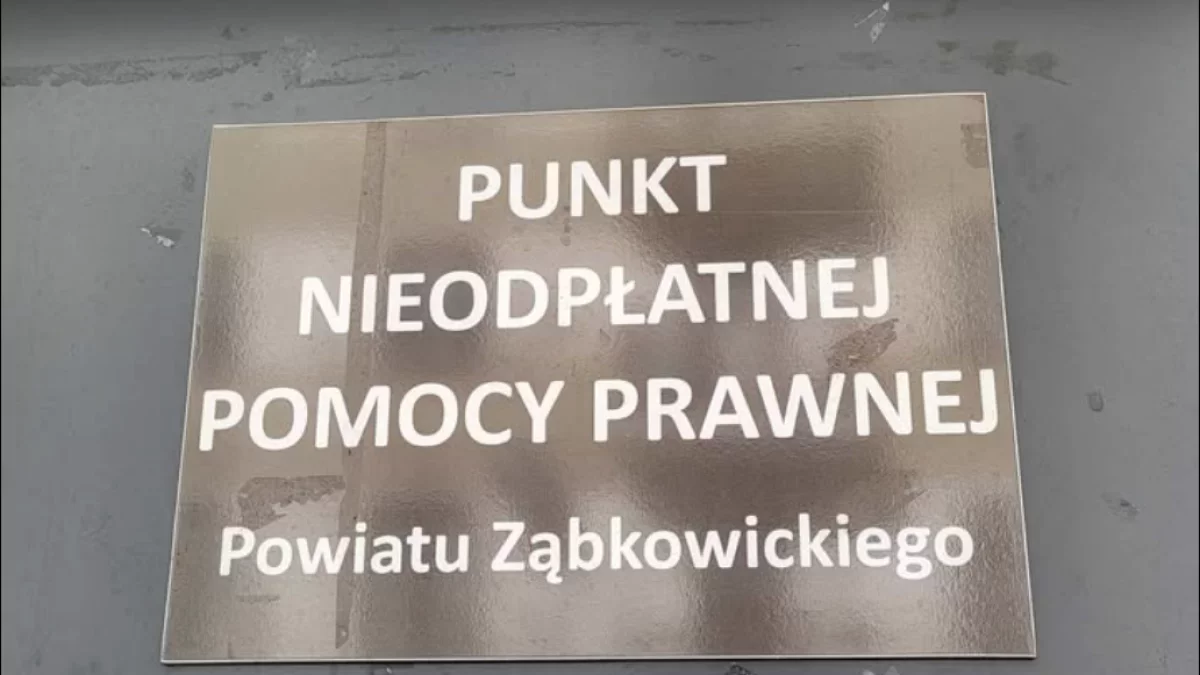 PUNKT
NIEODPŁATNEJ
POMOCY PRAWNEJ
Powiatu Ząbkowickiego